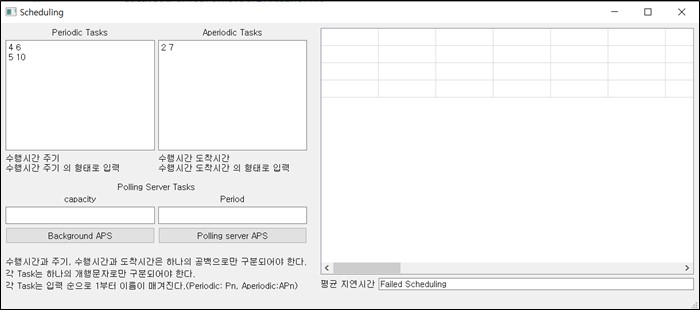 Scheduling
Periodic Tasks
Aperiodic Tasks
4 6
5 10
2 7
수행시간 주기
수행시간 주기 의 형태로 입력
수행시간 도착시간
수행시간 도착시간 의 형태로 입력
Polling Server Tasks
capacity
Period
Background APS
Polling server APS
수행시간과 주기, 수행시간과 도착시간은 하나의 공백으로만 구분되어야 한다.
각 Task는 하나의 개행문자로만 구분되어야 한다.
각 Task는 입력 순으로 1부터 이름이 매겨진다.(Periodic: Pn, Aperiodic:APn)
평균 지연시간
Failed Scheduling